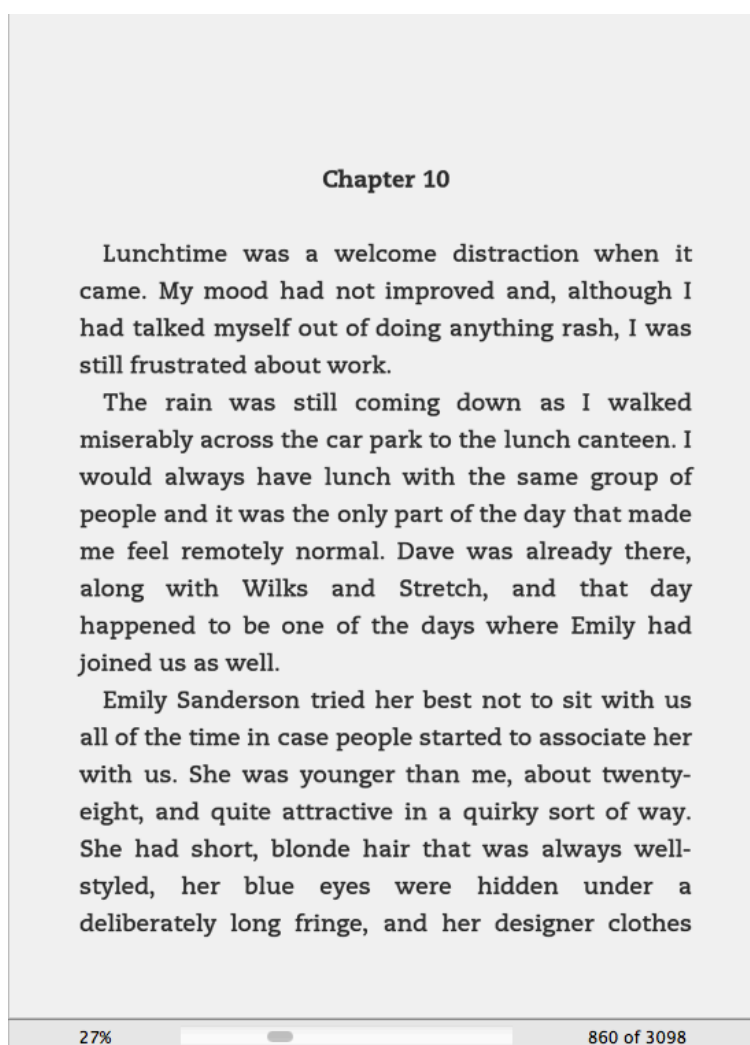 Chapter 10
Lunchtime was a welcome distraction when it
came. My mood had not improved and, although I
had talked myself out of doing anything rash, I was
still frustrated about work.
The rain was still coming down as I walked
miserably across the car park to the lunch canteen. I
would always have lunch with the same group of
people and it was the only part of the day that made
me feel remotely normal. Dave was already there,
along with Wilks and Stretch, and that day
happened to be one of the days where Emily had
joined us as well.
Emily Sanderson tried her best not to sit with us
all of the time in case people started to associate her
with us. She was younger than me, about twenty-
eight, and quite attractive in a quirky sort of way.
She had short, blonde hair that was always well-
styled, her blue eyes were hidden under a
deliberately long fringe, and her designer clothes
27% 860 of 3098